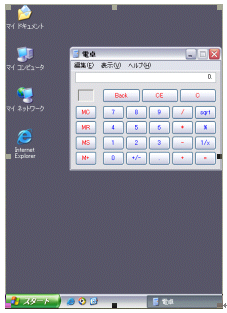 マイ ドキュメント
マイ コンピュータ
マイ ネットワーク
Internet
Explorer
電卓
編集(E) 表示(V) ヘルプ(H)
0.
Back CE C
MC 7 8 9 / sqrt
MR 4 5 6 * %
MS 1 2 3 - 1/x
M+ 0 +/- . + =
スタート
電卓